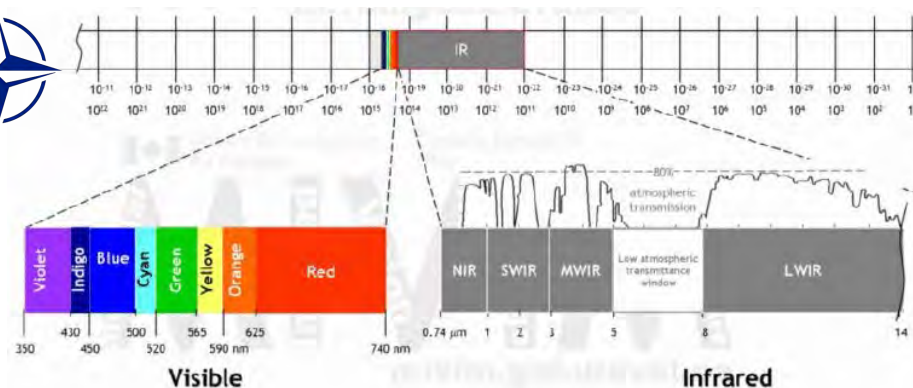 IR
10⁻¹¹ 10⁻¹² 10⁻¹³ 10⁻¹⁴ 10⁻¹⁵ 10⁻¹⁶ 10⁻¹⁷ 10⁻¹⁸ 10⁻¹⁹ 10⁻²⁰ 10⁻²¹ 10⁻²² 10⁻²³ 10⁻²⁴ 10⁻²⁵ 10⁻²⁶ 10⁻²⁷ 10⁻²⁸ 10⁻²⁹ 10⁻³⁰ 10⁻³¹
10²² 10²¹ 10²⁰ 10¹⁹ 10¹⁸ 10¹⁷ 10¹⁶ 10¹⁵ 10¹⁴ 10¹³ 10¹² 10¹¹ 10¹⁰ 10⁹ 10⁸ 10⁷ 10⁶ 10⁵ 10⁴ 10³ 10²
80%
atmospheric
transmission
Violet
Indigo
Blue
Cyan
Green
Yellow
Orange
Red
NIR
SWIR
MWIR
Low atmospheric
transmittance
window
LWIR
430 500 565 625
350 450 520 590 nm 740 nm
0.74 μm 1 2 3 5 8 14
Visible
Infrared